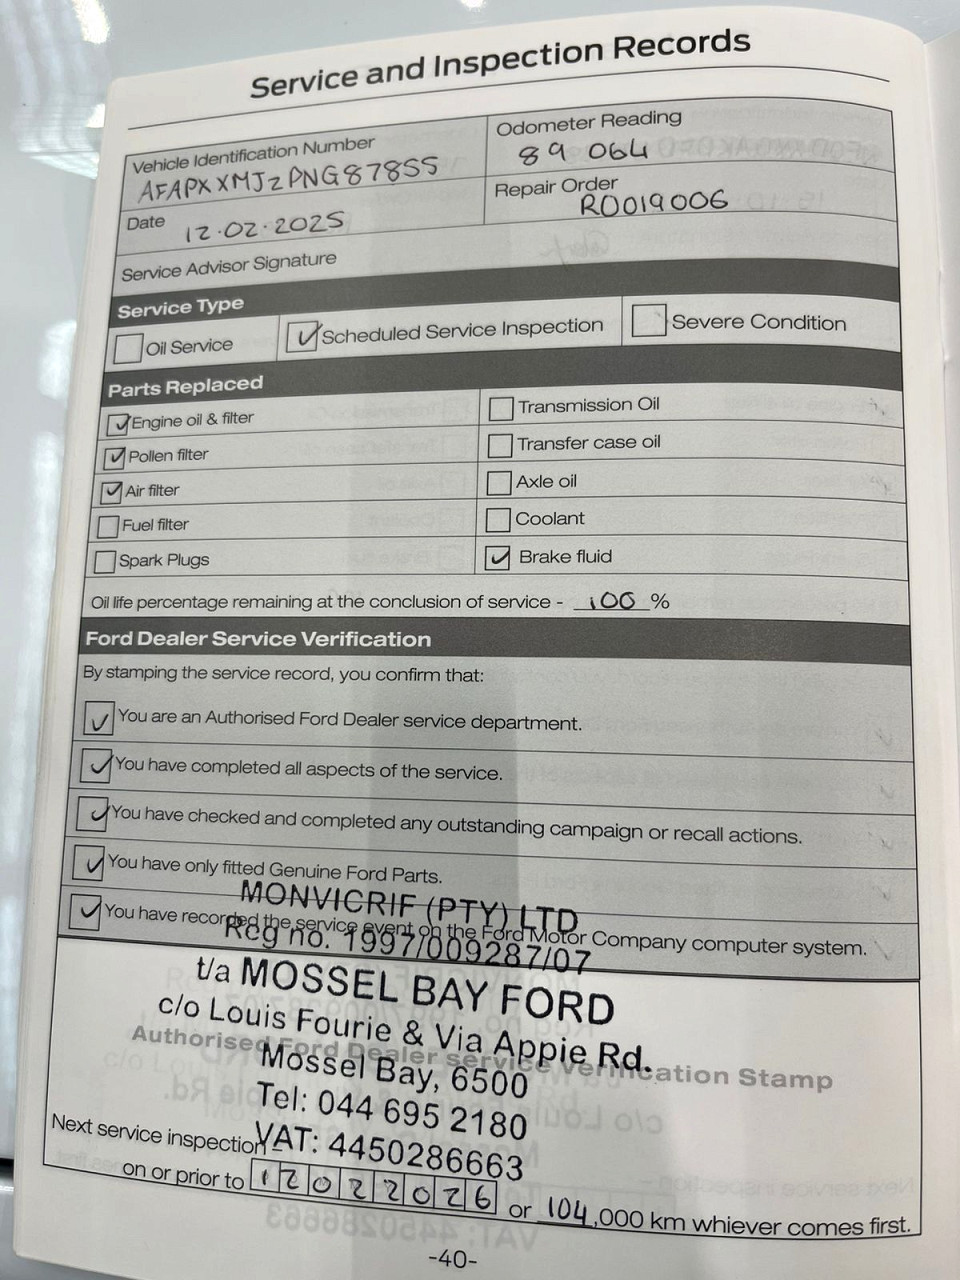 Service and Inspection Records
Vehicle Identification Number
AFAPXXMJ2PNG87855
Odometer Reading
89 064
Date 12.02.2025
Repair Order
RO019006
Service Advisor Signature
Service Type
Oil Service
Scheduled Service Inspection
Severe Condition
Parts Replaced
Engine oil & filter
Transmission Oil
Pollen filter
Transfer case oil
Air filter
Axle oil
Fuel filter
Coolant
Spark Plugs
Brake fluid
Oil life percentage remaining at the conclusion of service - 100 %
Ford Dealer Service Verification
By stamping the service record, you confirm that:
You are an Authorised Ford Dealer service department.
You have completed all aspects of the service.
You have checked and completed any outstanding campaign or recall actions.
You have only fitted Genuine Ford Parts.
MONVICRIF (PTY) LTD
You have recorded the service event on the Ford Motor Company computer system.
Reg no. 1997/009287/07
t/a MOSSEL BAY FORD
c/o Louis Fourie & Via Appie Rd.
Authorised Ford Dealer service verification Stamp
Mossel Bay, 6500
Tel: 044 695 2180
VAT: 4450286663
Next service inspection -
on or prior to 12022026 or 104,000 km whiever comes first.
-40-